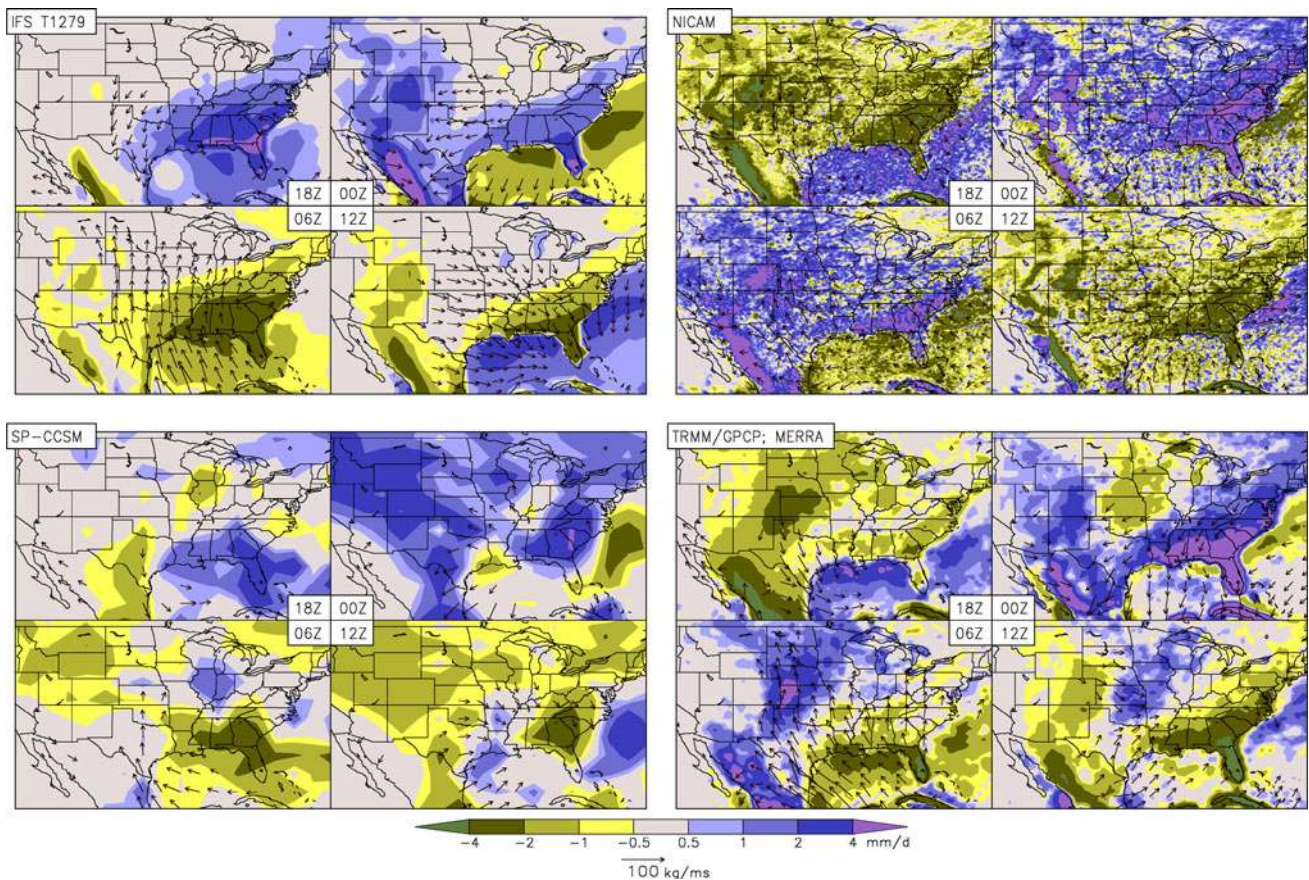 IFS T1279
NICAM
18Z 00Z
06Z 12Z
18Z 00Z
06Z 12Z
SP-CCSM
TRMM/GPCP; MERRA
18Z 00Z
06Z 12Z
18Z 00Z
06Z 12Z
-4 -2 -1 -0.5 0.5 1 2 4 mm/d
100 kg/ms